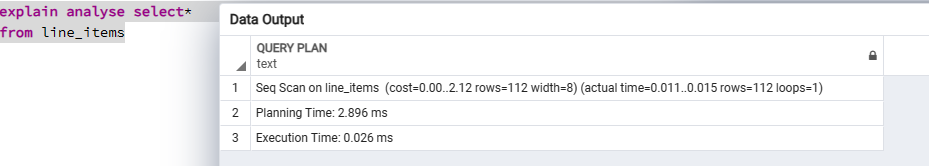 explain analyse select*
from line_items
Data Output
QUERY PLAN
text
1 Seq Scan on line_items (cost=0.00..2.12 rows=112 width=8) (actual time=0.011..0.015 rows=112 loops=1)
2 Planning Time: 2.896 ms
3 Execution Time: 0.026 ms